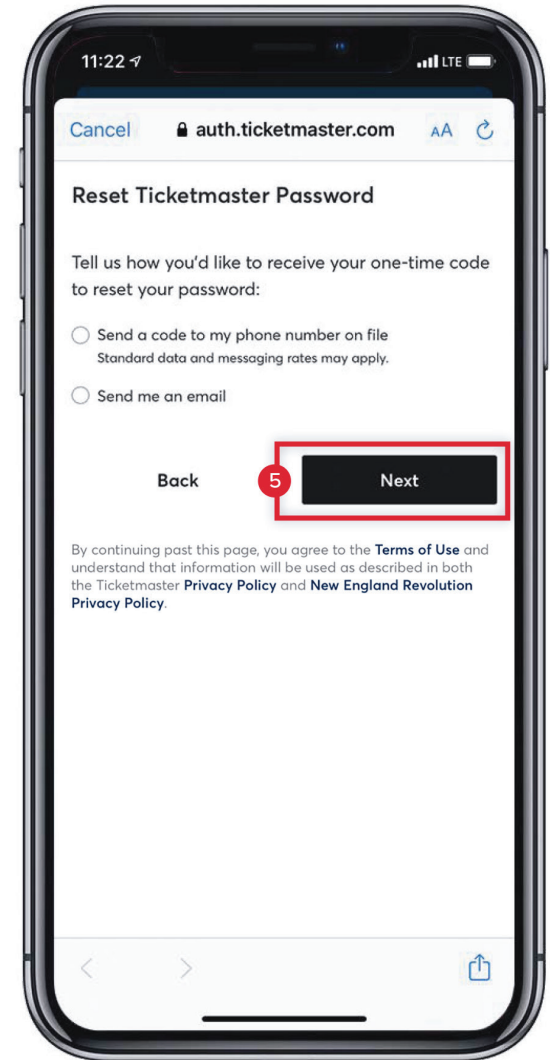 11:22
LTE
Cancel auth.ticketmaster.com AA
Reset Ticketmaster Password
Tell us how you'd like to receive your one-time code
to reset your password:
Send a code to my phone number on file
Standard data and messaging rates may apply.
Send me an email
Back 5 Next
By continuing past this page, you agree to the Terms of Use and
understand that information will be used as described in both
the Ticketmaster Privacy Policy and New England Revolution
Privacy Policy.